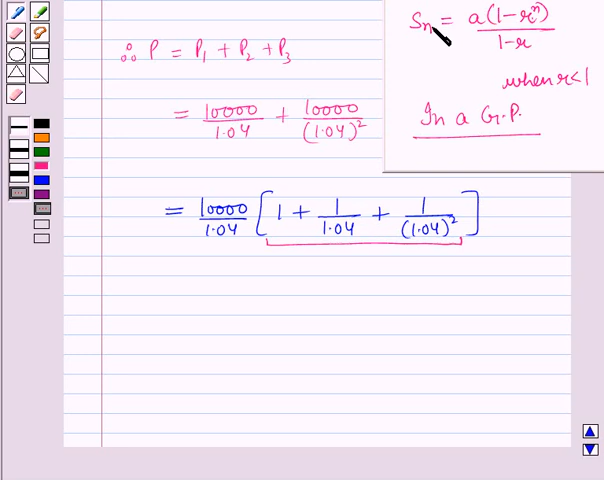 Sn = a(1-rⁿ)/1-r
when r<1
In a G.P.
∴ P = P₁ + P₂ + P₃
= 10000/1.04 + 10000/(1.04)²
= 10000/1.04 [1 + 1/1.04 + 1/(1.04)²]